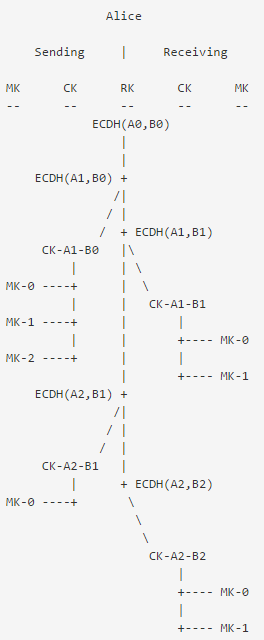 Alice
Sending | Receiving
MK CK RK CK MK
-- -- -- -- --
ECDH(A0,B0)
|
|
ECDH(A1,B0) +
/|
/ |
/ + ECDH(A1,B1)
CK-A1-B0 |\
| | \
MK-0 ----+ | \
| | CK-A1-B1
MK-1 ----+ | |
| | +---- MK-0
MK-2 ----+ | |
| +---- MK-1
ECDH(A2,B1) +
/|
/ |
/ |
CK-A2-B1 |
| + ECDH(A2,B2)
MK-0 ----+ \
\
\
CK-A2-B2
|
+---- MK-0
|
+---- MK-1